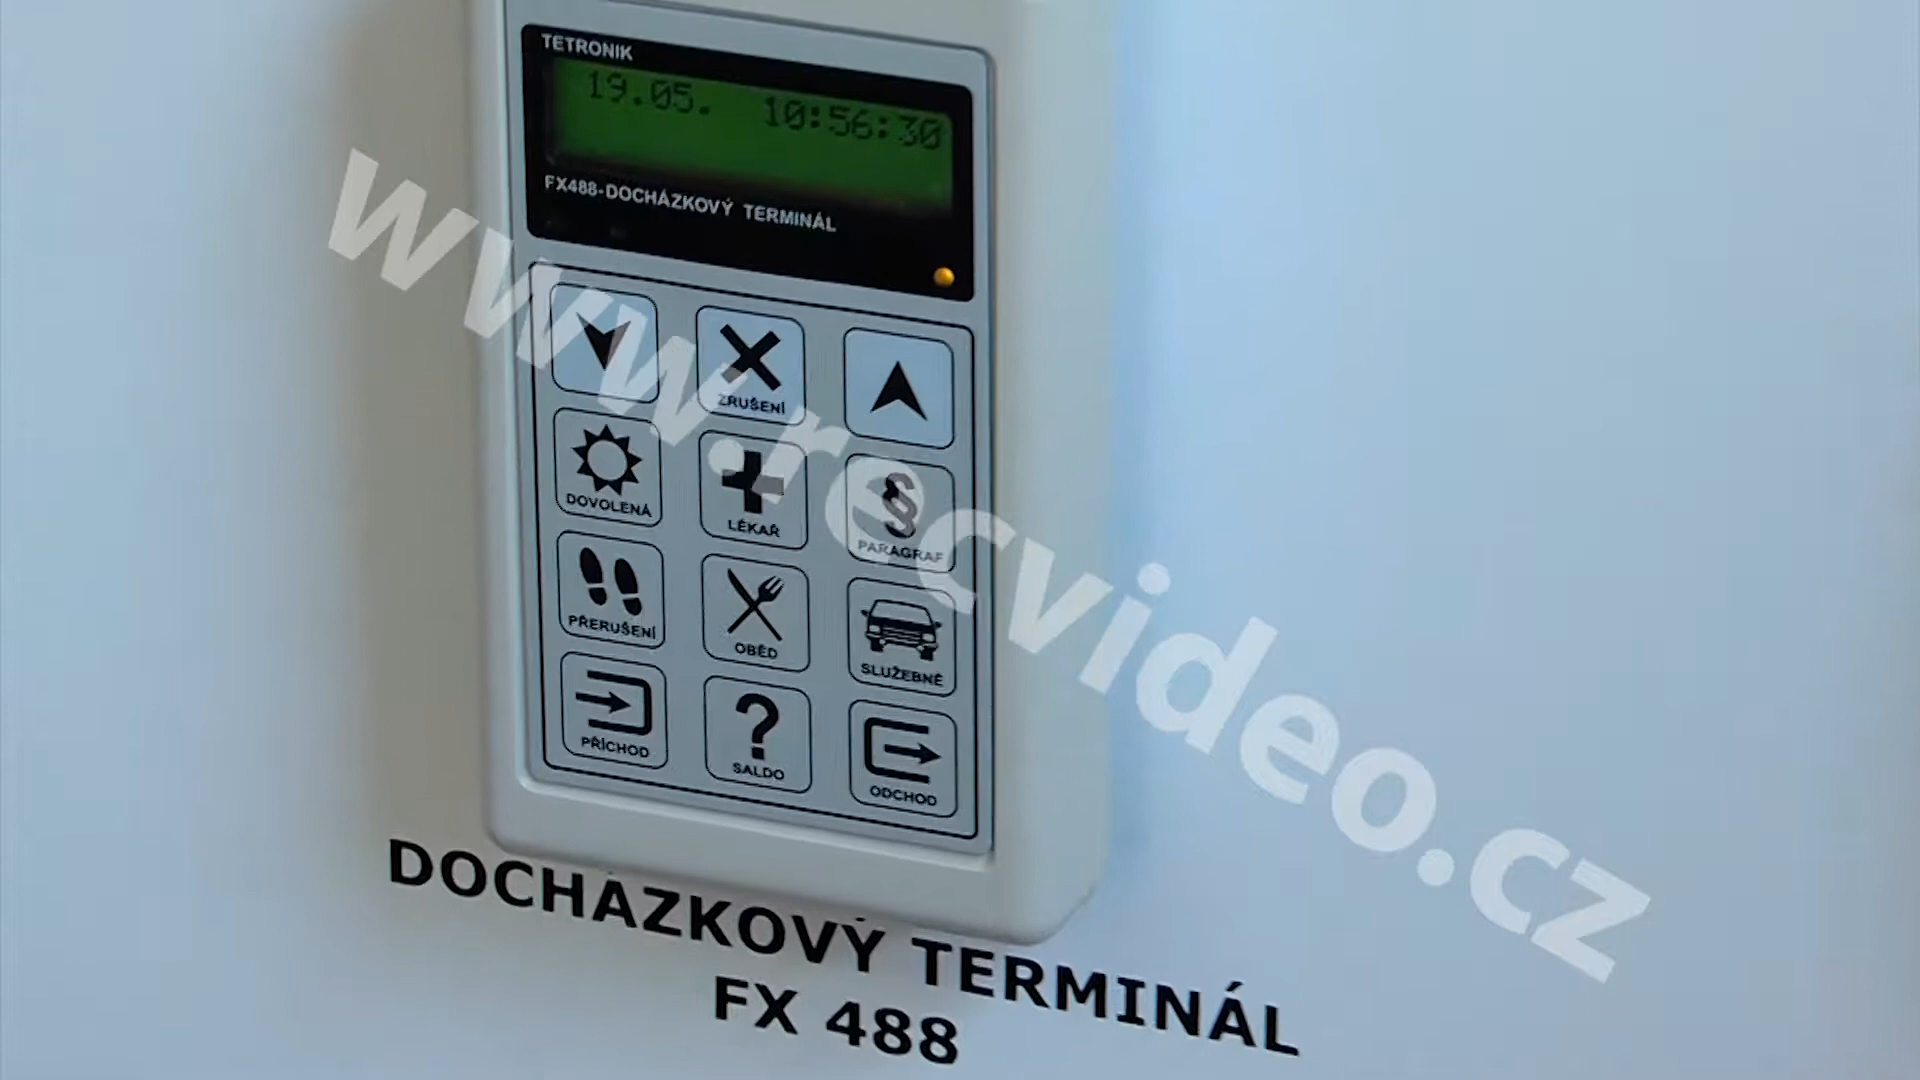 TETRONIK
19.05. 10:56:30
FX488-DOCHÁZKOVÝ TERMINÁL
ZRUŠENÍ
DOVOLENÁ
LÉKAŘ
§
PARAGRAF
PŘERUŠENÍ
OBĚD
SLUŽEBNĚ
PŘÍCHOD
?
SALDO
ODCHOD
DOCHÁZKOVÝ TERMINÁL
FX 488
www.recvideo.cz